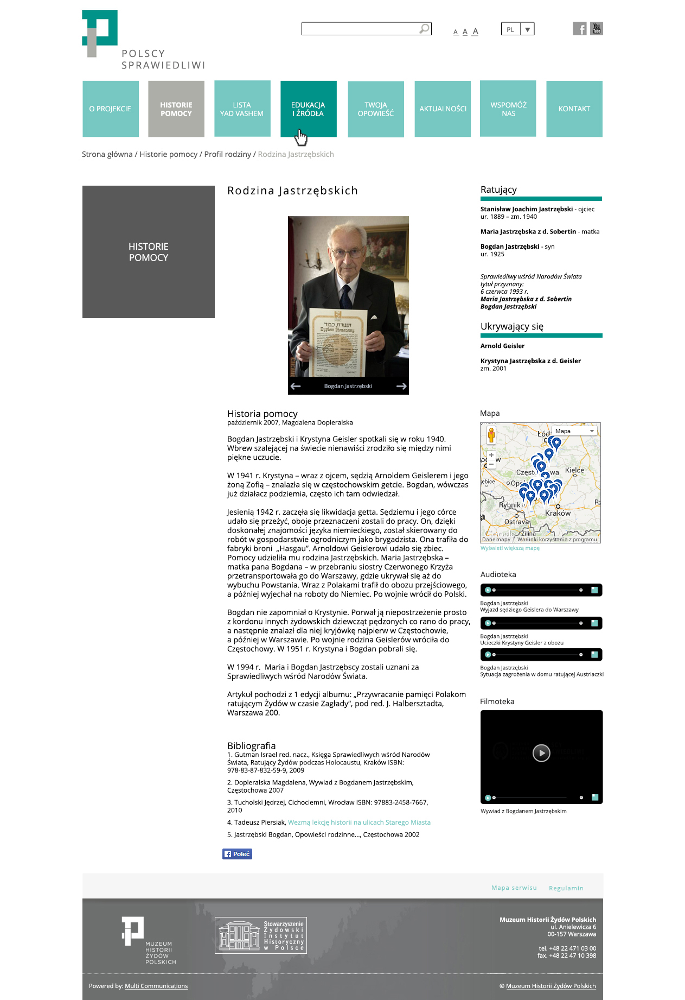 POLSCY
SPRAWIEDLIWI
A A A
PL
f
You
Tube
O PROJEKCIE
HISTORIE
POMOCY
LISTA
YAD VASHEM
EDUKACJA
I ŹRÓDŁA
TWOJA
OPOWIEŚĆ
AKTUALNOŚCI
WSPOMÓŻ
NAS
KONTAKT
Strona główna / Historie pomocy / Profil rodziny / Rodzina Jastrzębskich
HISTORIE
POMOCY
Rodzina Jastrzębskich
תעודת כבוד
Dyplom Honorowy
Bogdan Jastrzębski
Historia pomocy
październik 2007, Magdalena Dopieralska
Bogdan Jastrzębski i Krystyna Geisler spotkali się w roku 1940.
Wbrew szalejącej na świecie nienawiści zrodziło się między nimi
piękne uczucie.
W 1941 r. Krystyna – wraz z ojcem, sędzią Arnoldem Geislerem i jego
żoną Zofią – znalazła się w częstochowskim getcie. Bogdan, wówczas
już działacz podziemia, często ich tam odwiedzał.
Jesienią 1942 r. zaczęła się likwidacja getta. Sędziemu i jego córce
udało się przeżyć, oboje przeznaczeni zostali do pracy. On, dzięki
doskonałej znajomości języka niemieckiego, został skierowany do
robót w gospodarstwie ogrodniczym jako brygadzista. Ona trafiła do
fabryki broni „Hasgau”. Arnoldowi Geislerowi udało się zbiec.
Pomocy udzieliła mu rodzina Jastrzębskich. Maria Jastrzębska –
matka pana Bogdana – w przebraniu siostry Czerwonego Krzyża
przetransportowała go do Warszawy, gdzie ukrywał się aż do
wybuchu Powstania. Wraz z Polakami trafił do obozu przejściowego,
a później wyjechał na roboty do Niemiec. Po wojnie wrócił do Polski.
Bogdan nie zapomniał o Krystynie. Porwał ją niepostrzeżenie prosto
z kordonu innych żydowskich dziewcząt pędzonych co rano do pracy,
a następnie znalazł dla niej kryjówkę najpierw w Częstochowie,
a później w Warszawie. Po wojnie rodzina Geislerów wróciła do
Częstochowy. W 1951 r. Krystyna i Bogdan pobrali się.
W 1994 r. Maria i Bogdan Jastrzębscy zostali uznani za
Sprawiedliwych wśród Narodów Świata.
Artykuł pochodzi z 1 edycji albumu: „Przywracanie pamięci Polakom
ratującym Żydów w czasie Zagłady“, pod red. J. Halbersztadta,
Warszawa 200.
Bibliografia
1. Gutman Israel red. nacz., Księga Sprawiedliwych wśród Narodów
Świata, Ratujący Żydów podczas Holocaustu, Kraków ISBN:
978-83-87-832-59-9, 2009
2. Dopieralska Magdalena, Wywiad z Bogdanem Jastrzębskim,
Częstochowa 2007
3. Tucholski Jędrzej, Cichociemni, Wrocław ISBN: 97883-2458-7667,
2010
4. Tadeusz Piersiak, Wezmą lekcję historii na ulicach Starego Miasta
5. Jastrzębski Bogdan, Opowieści rodzinne..., Częstochowa 2002
Poleć
Ratujący
Stanisław Joachim Jastrzębski - ojciec
ur. 1889 – zm. 1940
Maria Jastrzębska z d. Sobertin - matka
Bogdan Jastrzębski - syn
ur. 1925
Sprawiedliwy wśród Narodów Świata
tytuł przyznany:
6 czerwca 1993 r.
Maria Jastrzębska z d. Sobertin
Bogdan Jastrzębski
Ukrywający się
Arnold Geisler
Krystyna Jastrzębska z d. Geisler
zm. 2001
Mapa
Mapa
Kielce
Rybnik
Kraków
Ostrava
Žilina
Google
Dane mapy / Warunki korzystania z programu
Wyświetl większą mapę
Audioteka
Bogdan Jastrzębski
Wyjazd sędziego Geislera do Warszawy
Bogdan Jastrzębski
Ucieczki Krystyny Geisler z obozu
Bogdan Jastrzębski
Sytuacja zagrożenia w domu ratującej Austriaczki
Filmoteka
Wywiad z Bogdanem Jastrzębskim
Mapa serwisu Regulamin
MUZEUM
HISTORII
ŻYDÓW
POLSKICH
Stowarzyszenie
Żydowski
Instytut
Historyczny
w Polsce
Muzeum Historii Żydów Polskich
ul. Anielewicza 6
00-157 Warszawa
tel. +48 22 471 03 00
fax. +48 22 47 10 398
Powered by: Multi Communications
© Muzeum Historii Żydów Polskich